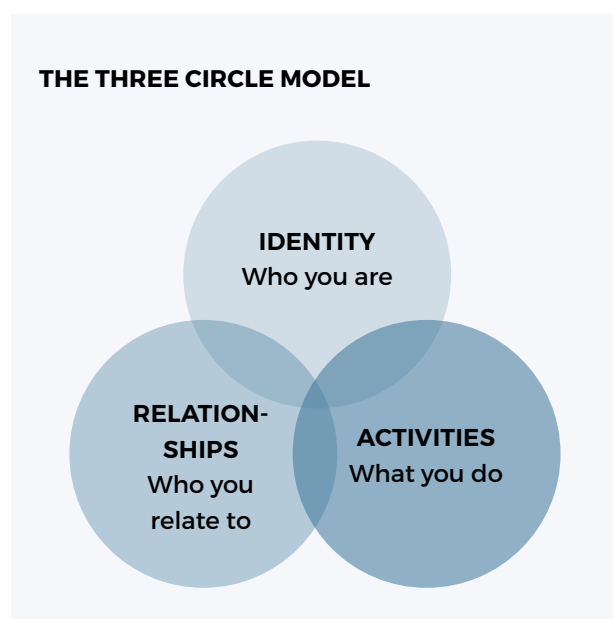 THE THREE CIRCLE MODEL
IDENTITY
Who you are
RELATION-
SHIPS
Who you
relate to
ACTIVITIES
What you do